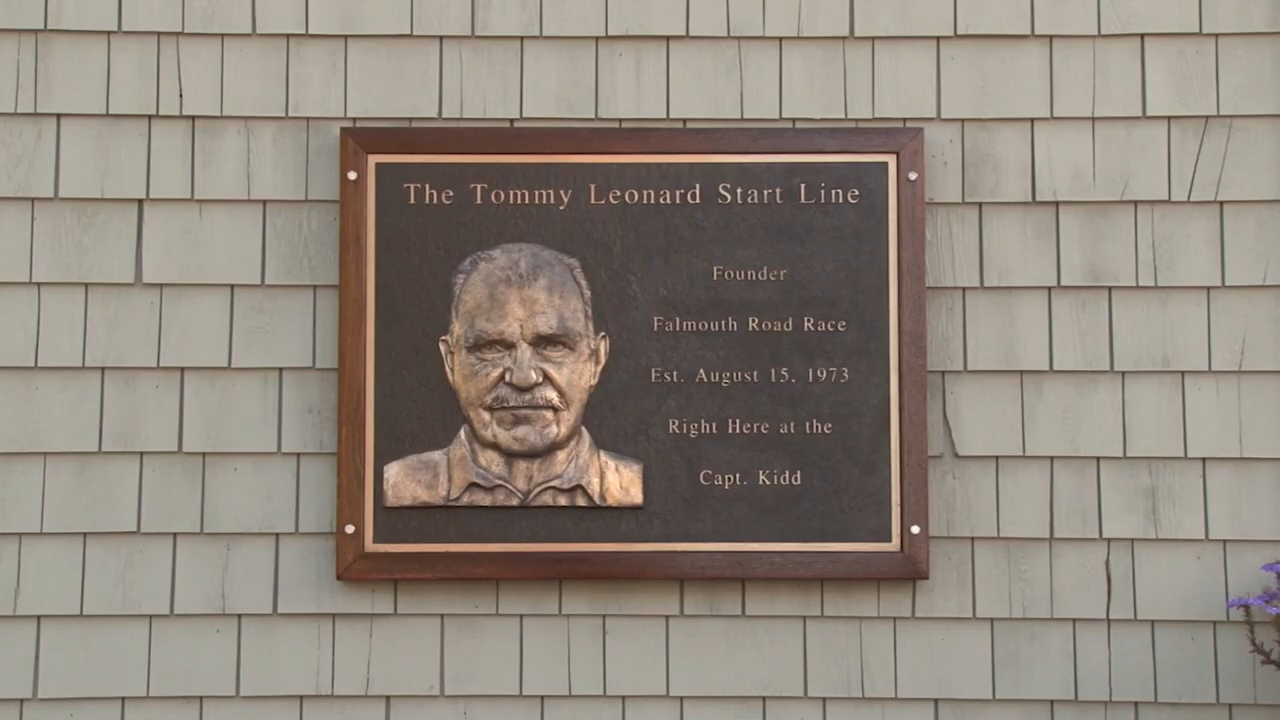 The Tommy Leonard Start Line
Founder
Falmouth Road Race
Est. August 15, 1973
Right Here at the
Capt. Kidd